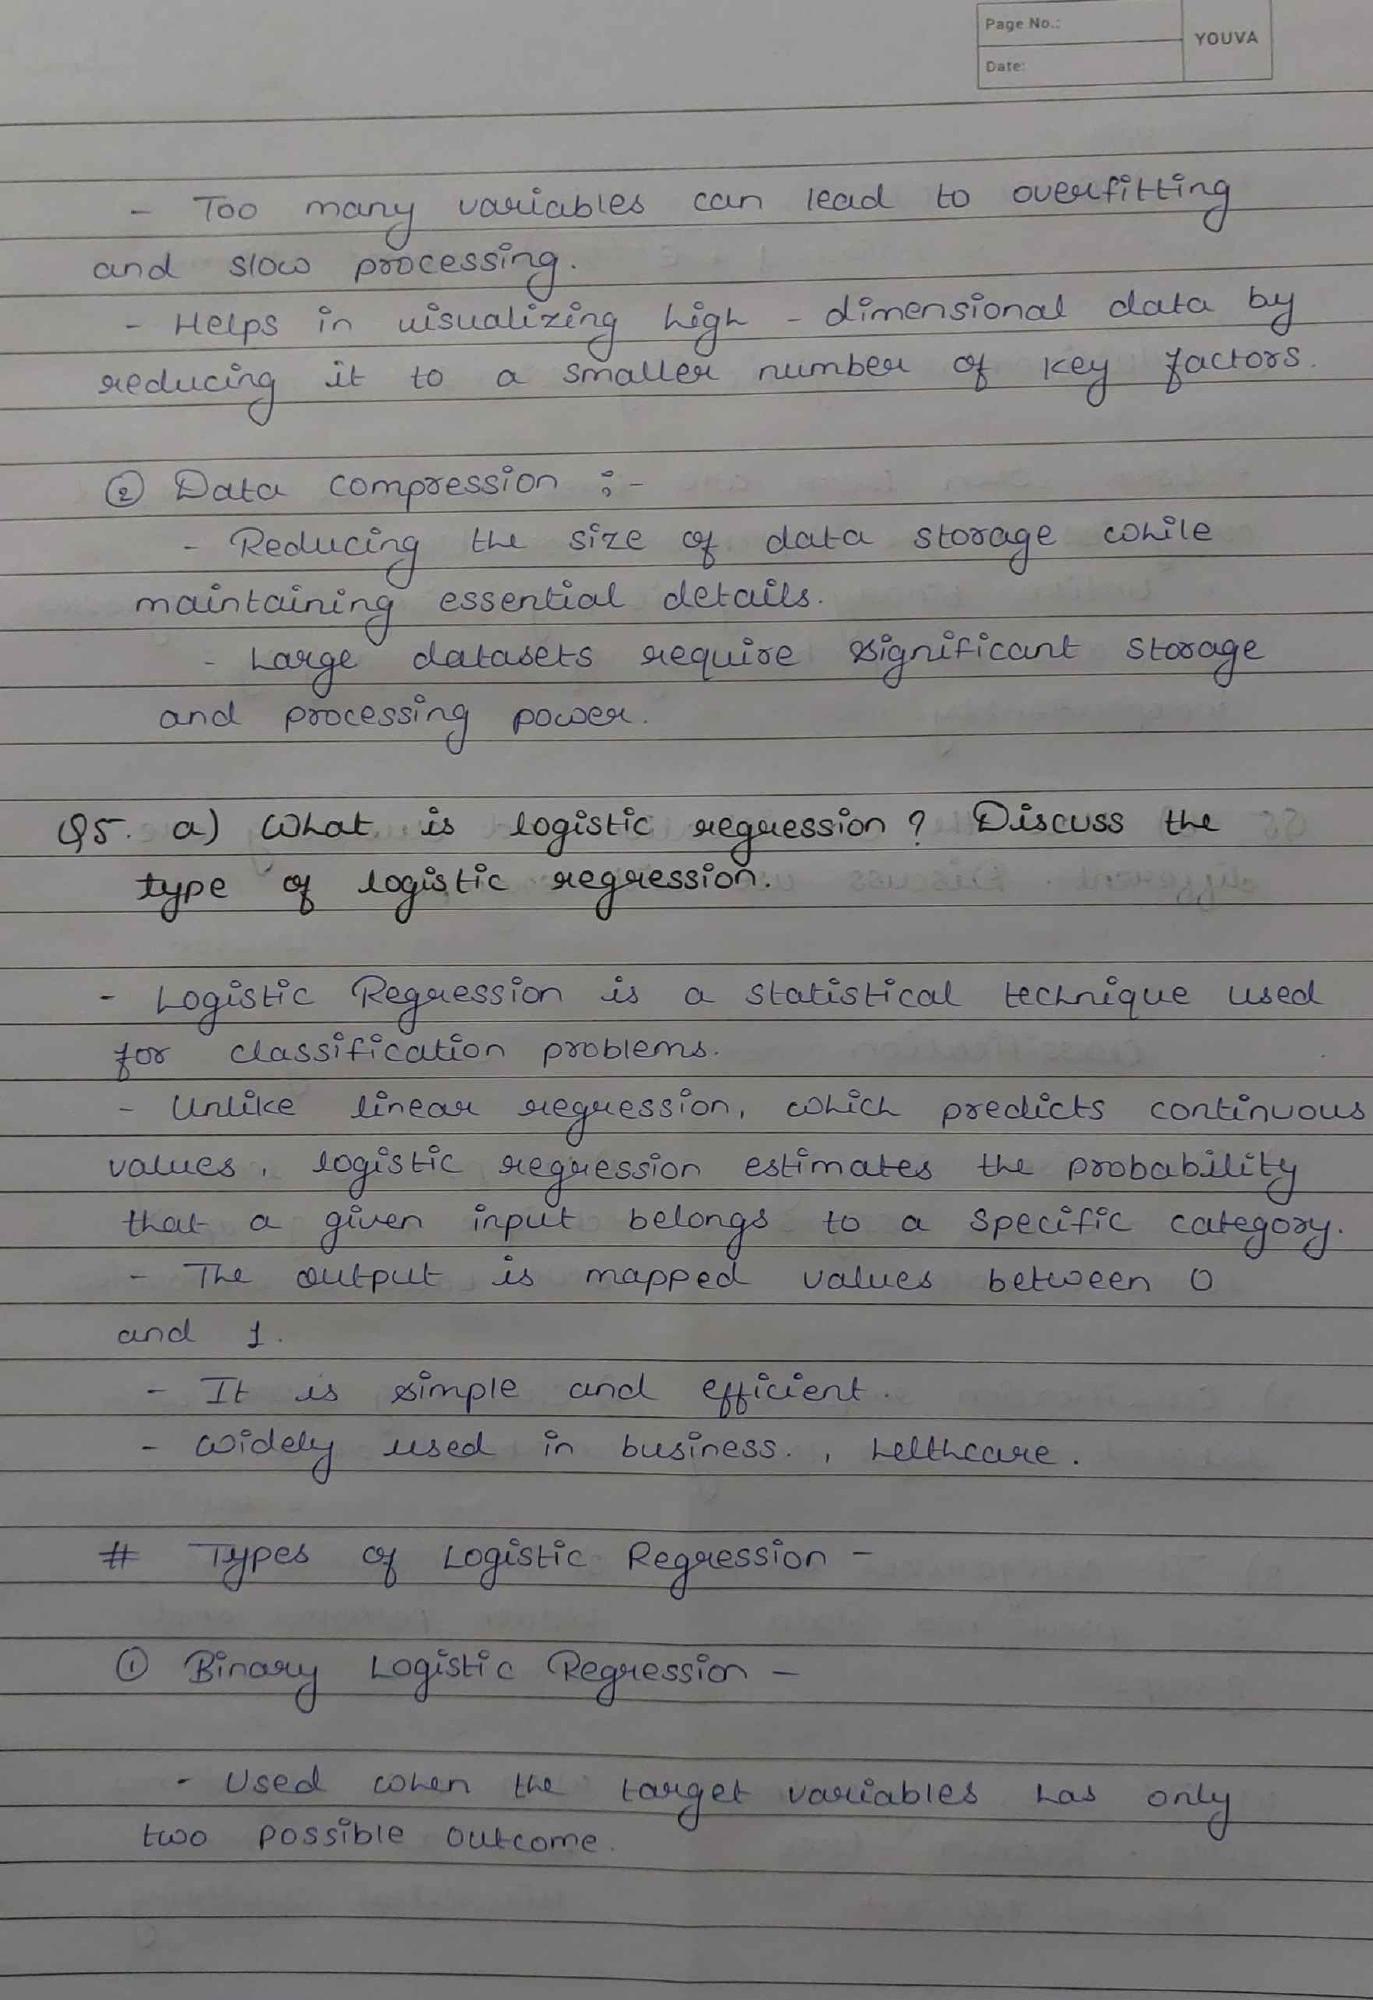 Page No.:
YOUVA
Date:
- Too many variables can lead to overfitting
and slow processing.
- Helps in visualizing high - dimensional data by
reducing it to a smaller number of key factors.
② Data compression :-
- Reducing the size of data storage while
maintaining essential details.
- Large datasets require significant storage
and processing power.
Q5. a) What is logistic regression? Discuss the
type of logistic regression.
- Logistic Regression is a statistical technique used
for classification problems.
- Unlike linear regression, which predicts continuous
values, logistic regression estimates the probability
that a given input belongs to a specific category.
- The output is mapped values between 0
and 1.
- It is simple and efficient.
- Widely used in business., helthcare.
# Types of Logistic Regression -
① Binary Logistic Regression -
- Used when the target variables has only
two possible outcome.